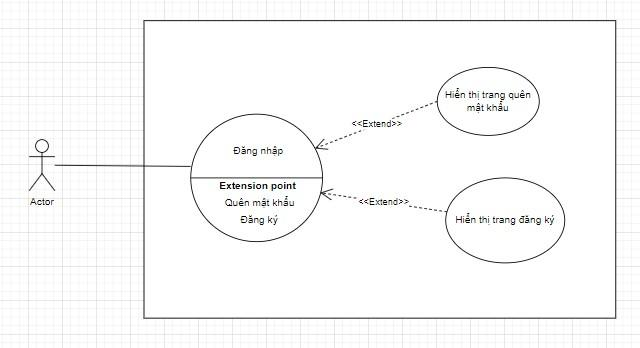 Hiển thị trang quên
mật khẩu
<<Extend>>
Đăng nhập
Extension point
Quên mật khẩu
Đăng ký
<<Extend>>
Hiển thị trang đăng ký
Actor